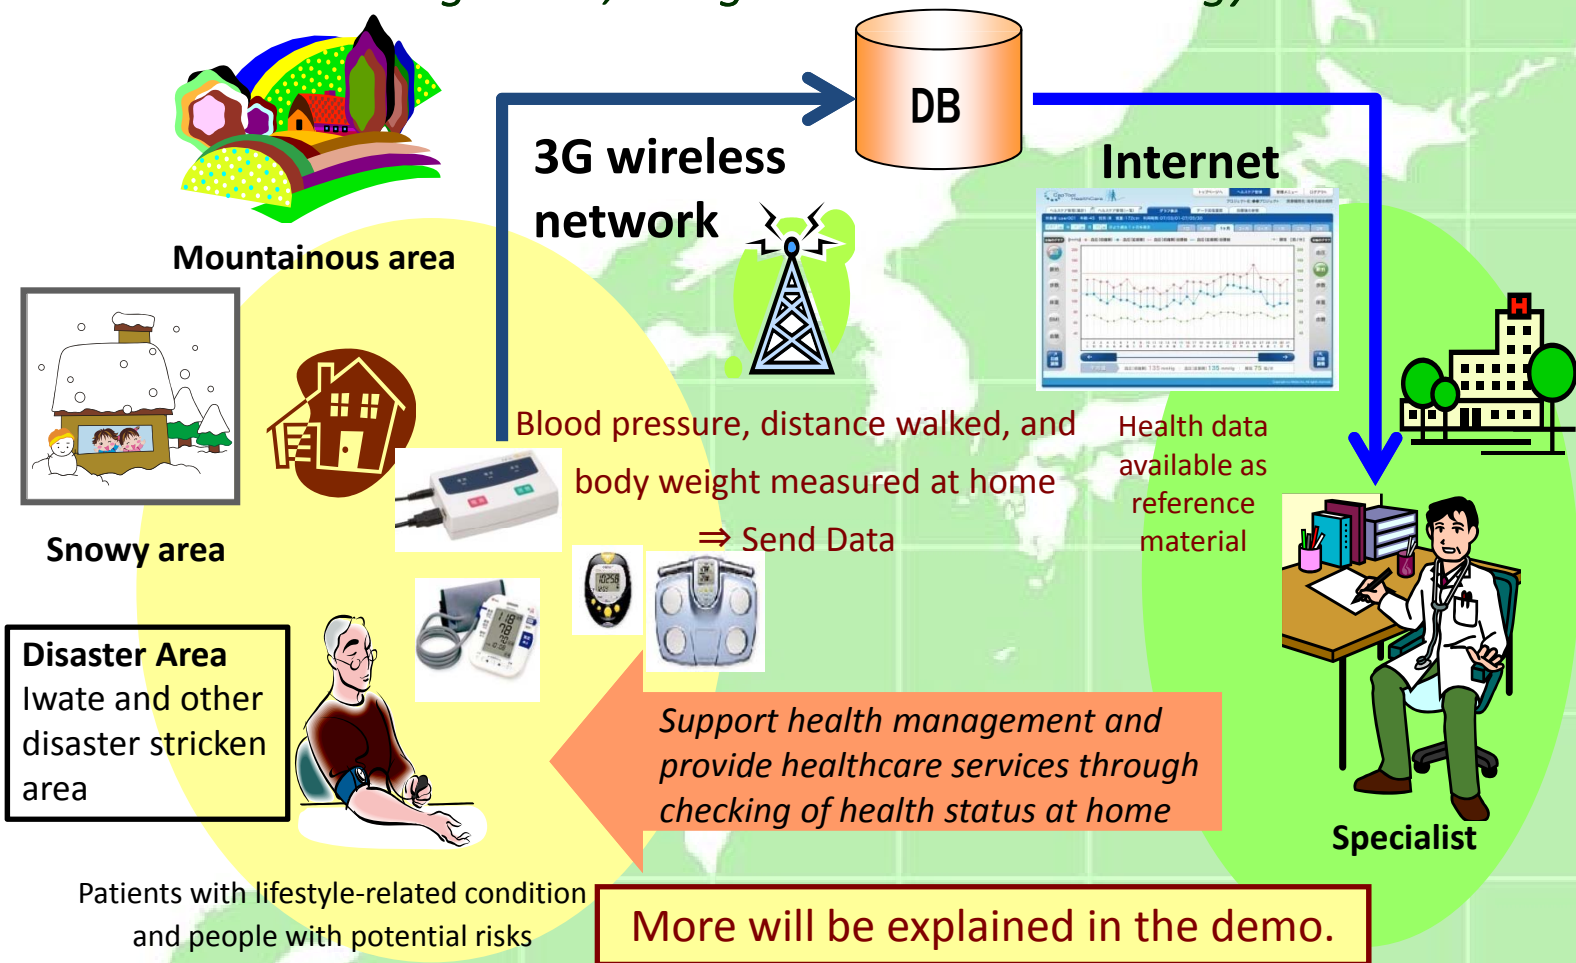 DB
3G wireless
network
Internet
Mountainous area
Snowy area
Blood pressure, distance walked, and
body weight measured at home
⇒ Send Data
Health data
available as
reference
material
H
Disaster Area
Iwate and other
disaster stricken
area
Support health management and
provide healthcare services through
checking of health status at home
Specialist
Patients with lifestyle-related condition
and people with potential risks
More will be explained in the demo.